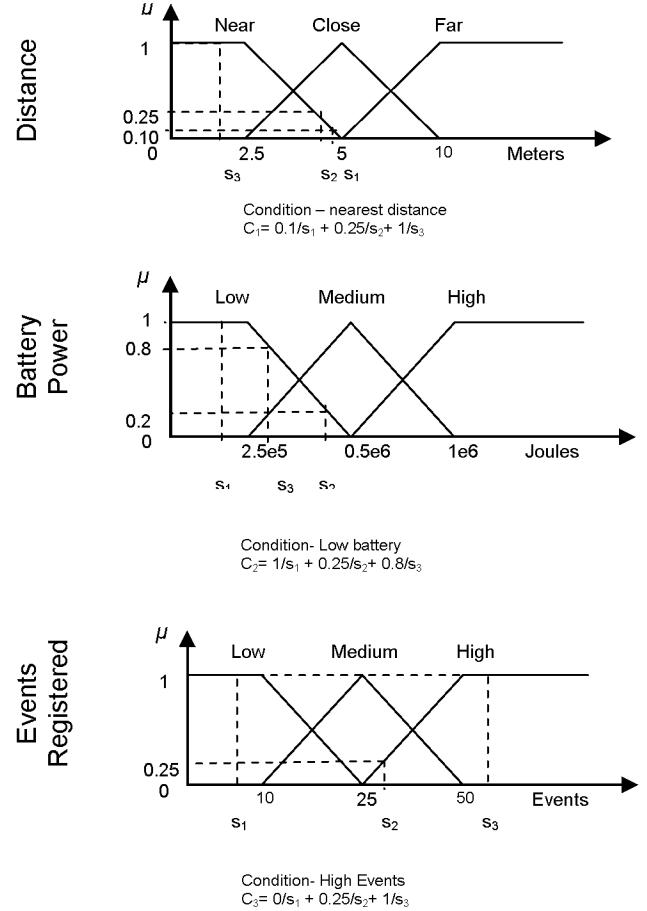 μ
Near Close Far
1
Distance
0.25
0.10
0 2.5 5 10 Meters
s₃ s₂ s₁
Condition – nearest distance
C₁= 0.1/s₁ + 0.25/s₂+ 1/s₃
μ
Low Medium High
1
Battery
Power
0.8
0.2
0
2.5e5 0.5e6 1e6 Joules
s₁ s₃ s₂
Condition- Low battery
C₂= 1/s₁ + 0.25/s₂+ 0.8/s₃
μ
Low Medium High
1
Events
Registered
0.25
0
10 25 50 Events
s₁ s₂ s₃
Condition- High Events
C₃= 0/s₁ + 0.25/s₂+ 1/s₃